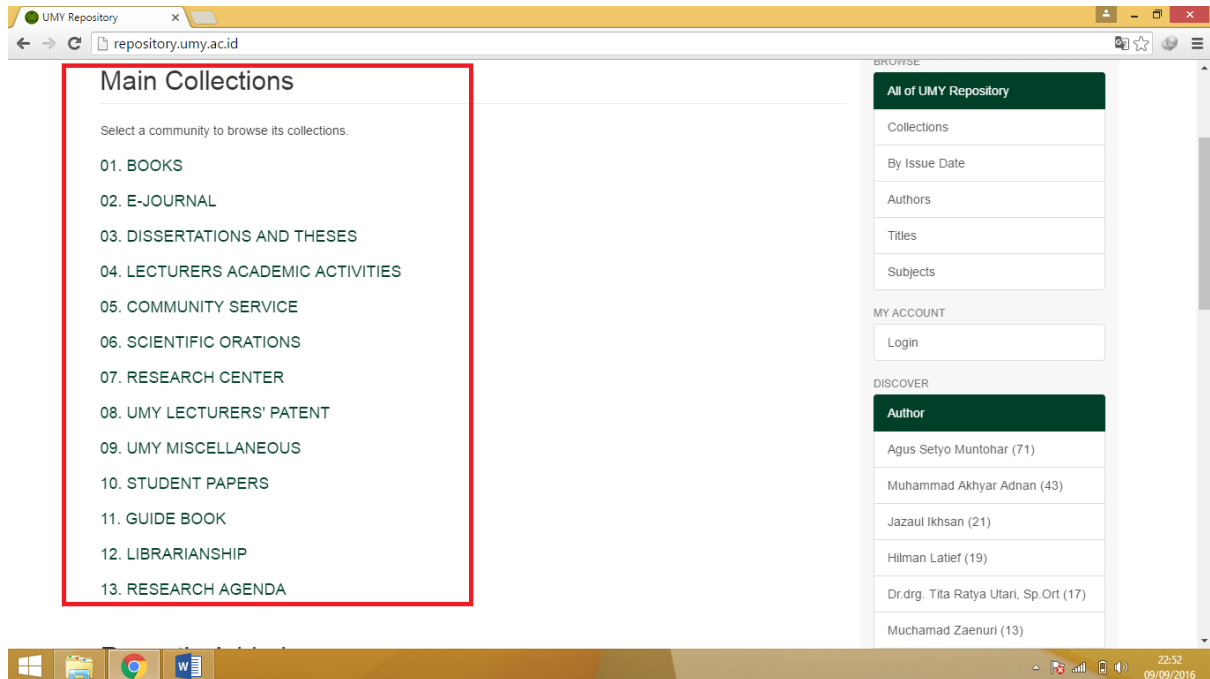 UMY Repository
repository.umy.ac.id
Main Collections
Select a community to browse its collections.
01. BOOKS
02. E-JOURNAL
03. DISSERTATIONS AND THESES
04. LECTURERS ACADEMIC ACTIVITIES
05. COMMUNITY SERVICE
06. SCIENTIFIC ORATIONS
07. RESEARCH CENTER
08. UMY LECTURERS' PATENT
09. UMY MISCELLANEOUS
10. STUDENT PAPERS
11. GUIDE BOOK
12. LIBRARIANSHIP
13. RESEARCH AGENDA
BROWSE
All of UMY Repository
Collections
By Issue Date
Authors
Titles
Subjects
MY ACCOUNT
Login
DISCOVER
Author
Agus Setyo Muntohar (71)
Muhammad Akhyar Adnan (43)
Jazaul Ikhsan (21)
Hilman Latief (19)
Dr.drg. Tita Ratya Utari, Sp.Ort (17)
Muchamad Zaenuri (13)
22:52
09/09/2016